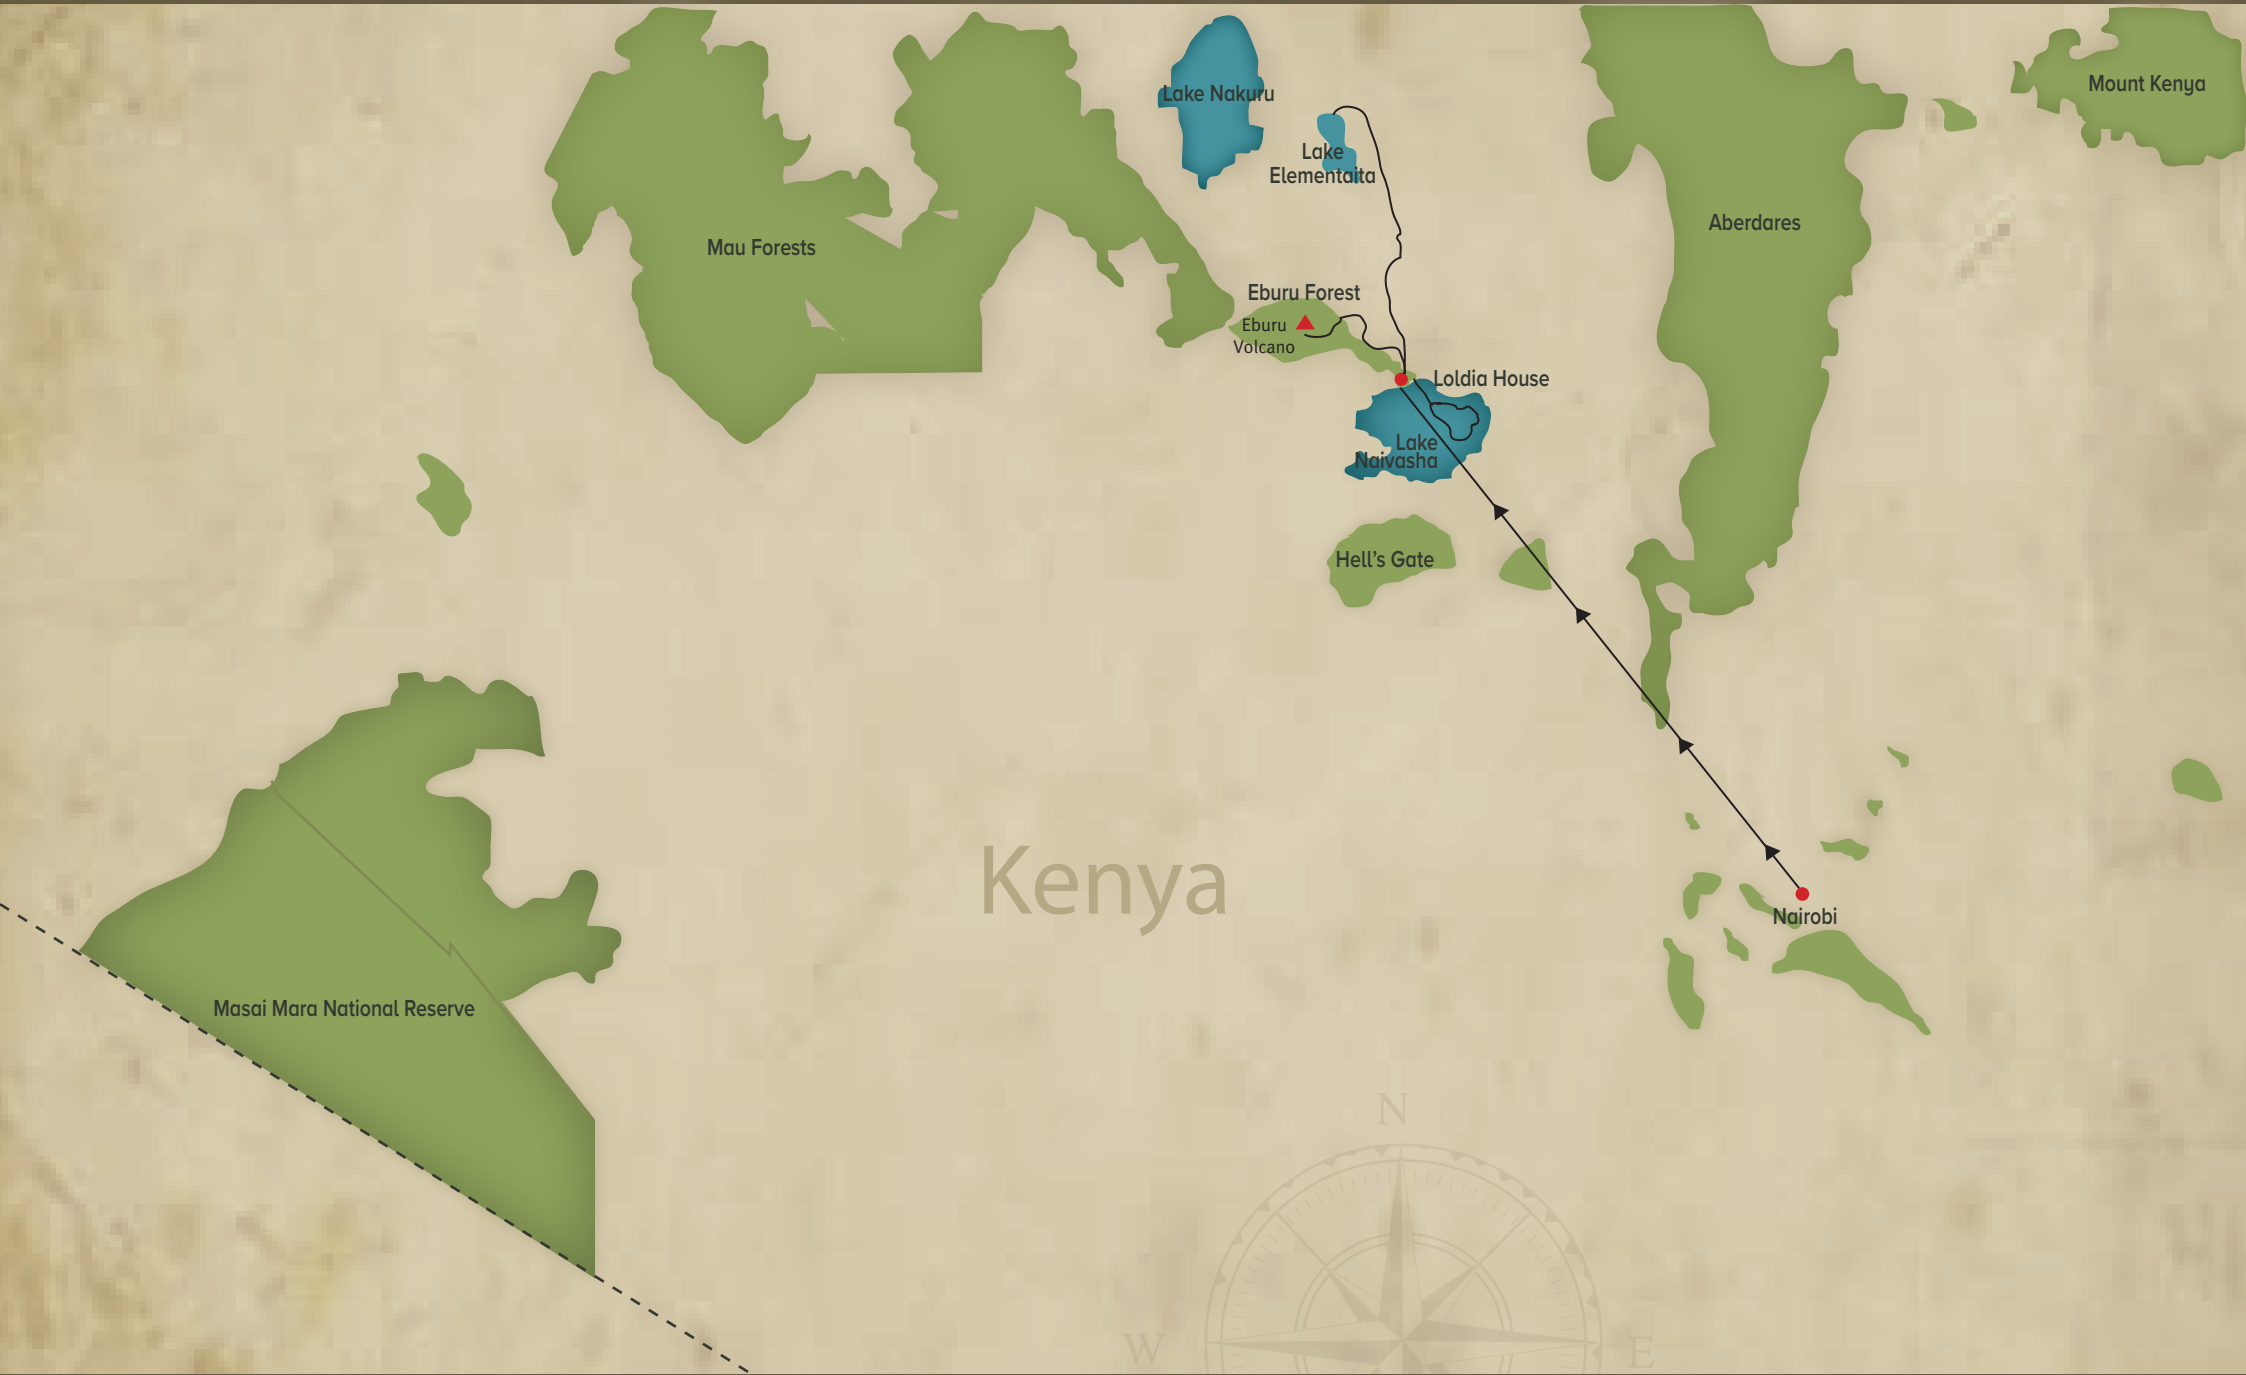 Lake Nakuru
Mount Kenya
Lake
Elementaita
Aberdares
Mau Forests
Eburu Forest
Eburu
Volcano
Loldia House
Lake
Naivasha
Hell's Gate
Kenya
Nairobi
Masai Mara National Reserve
N
W
E